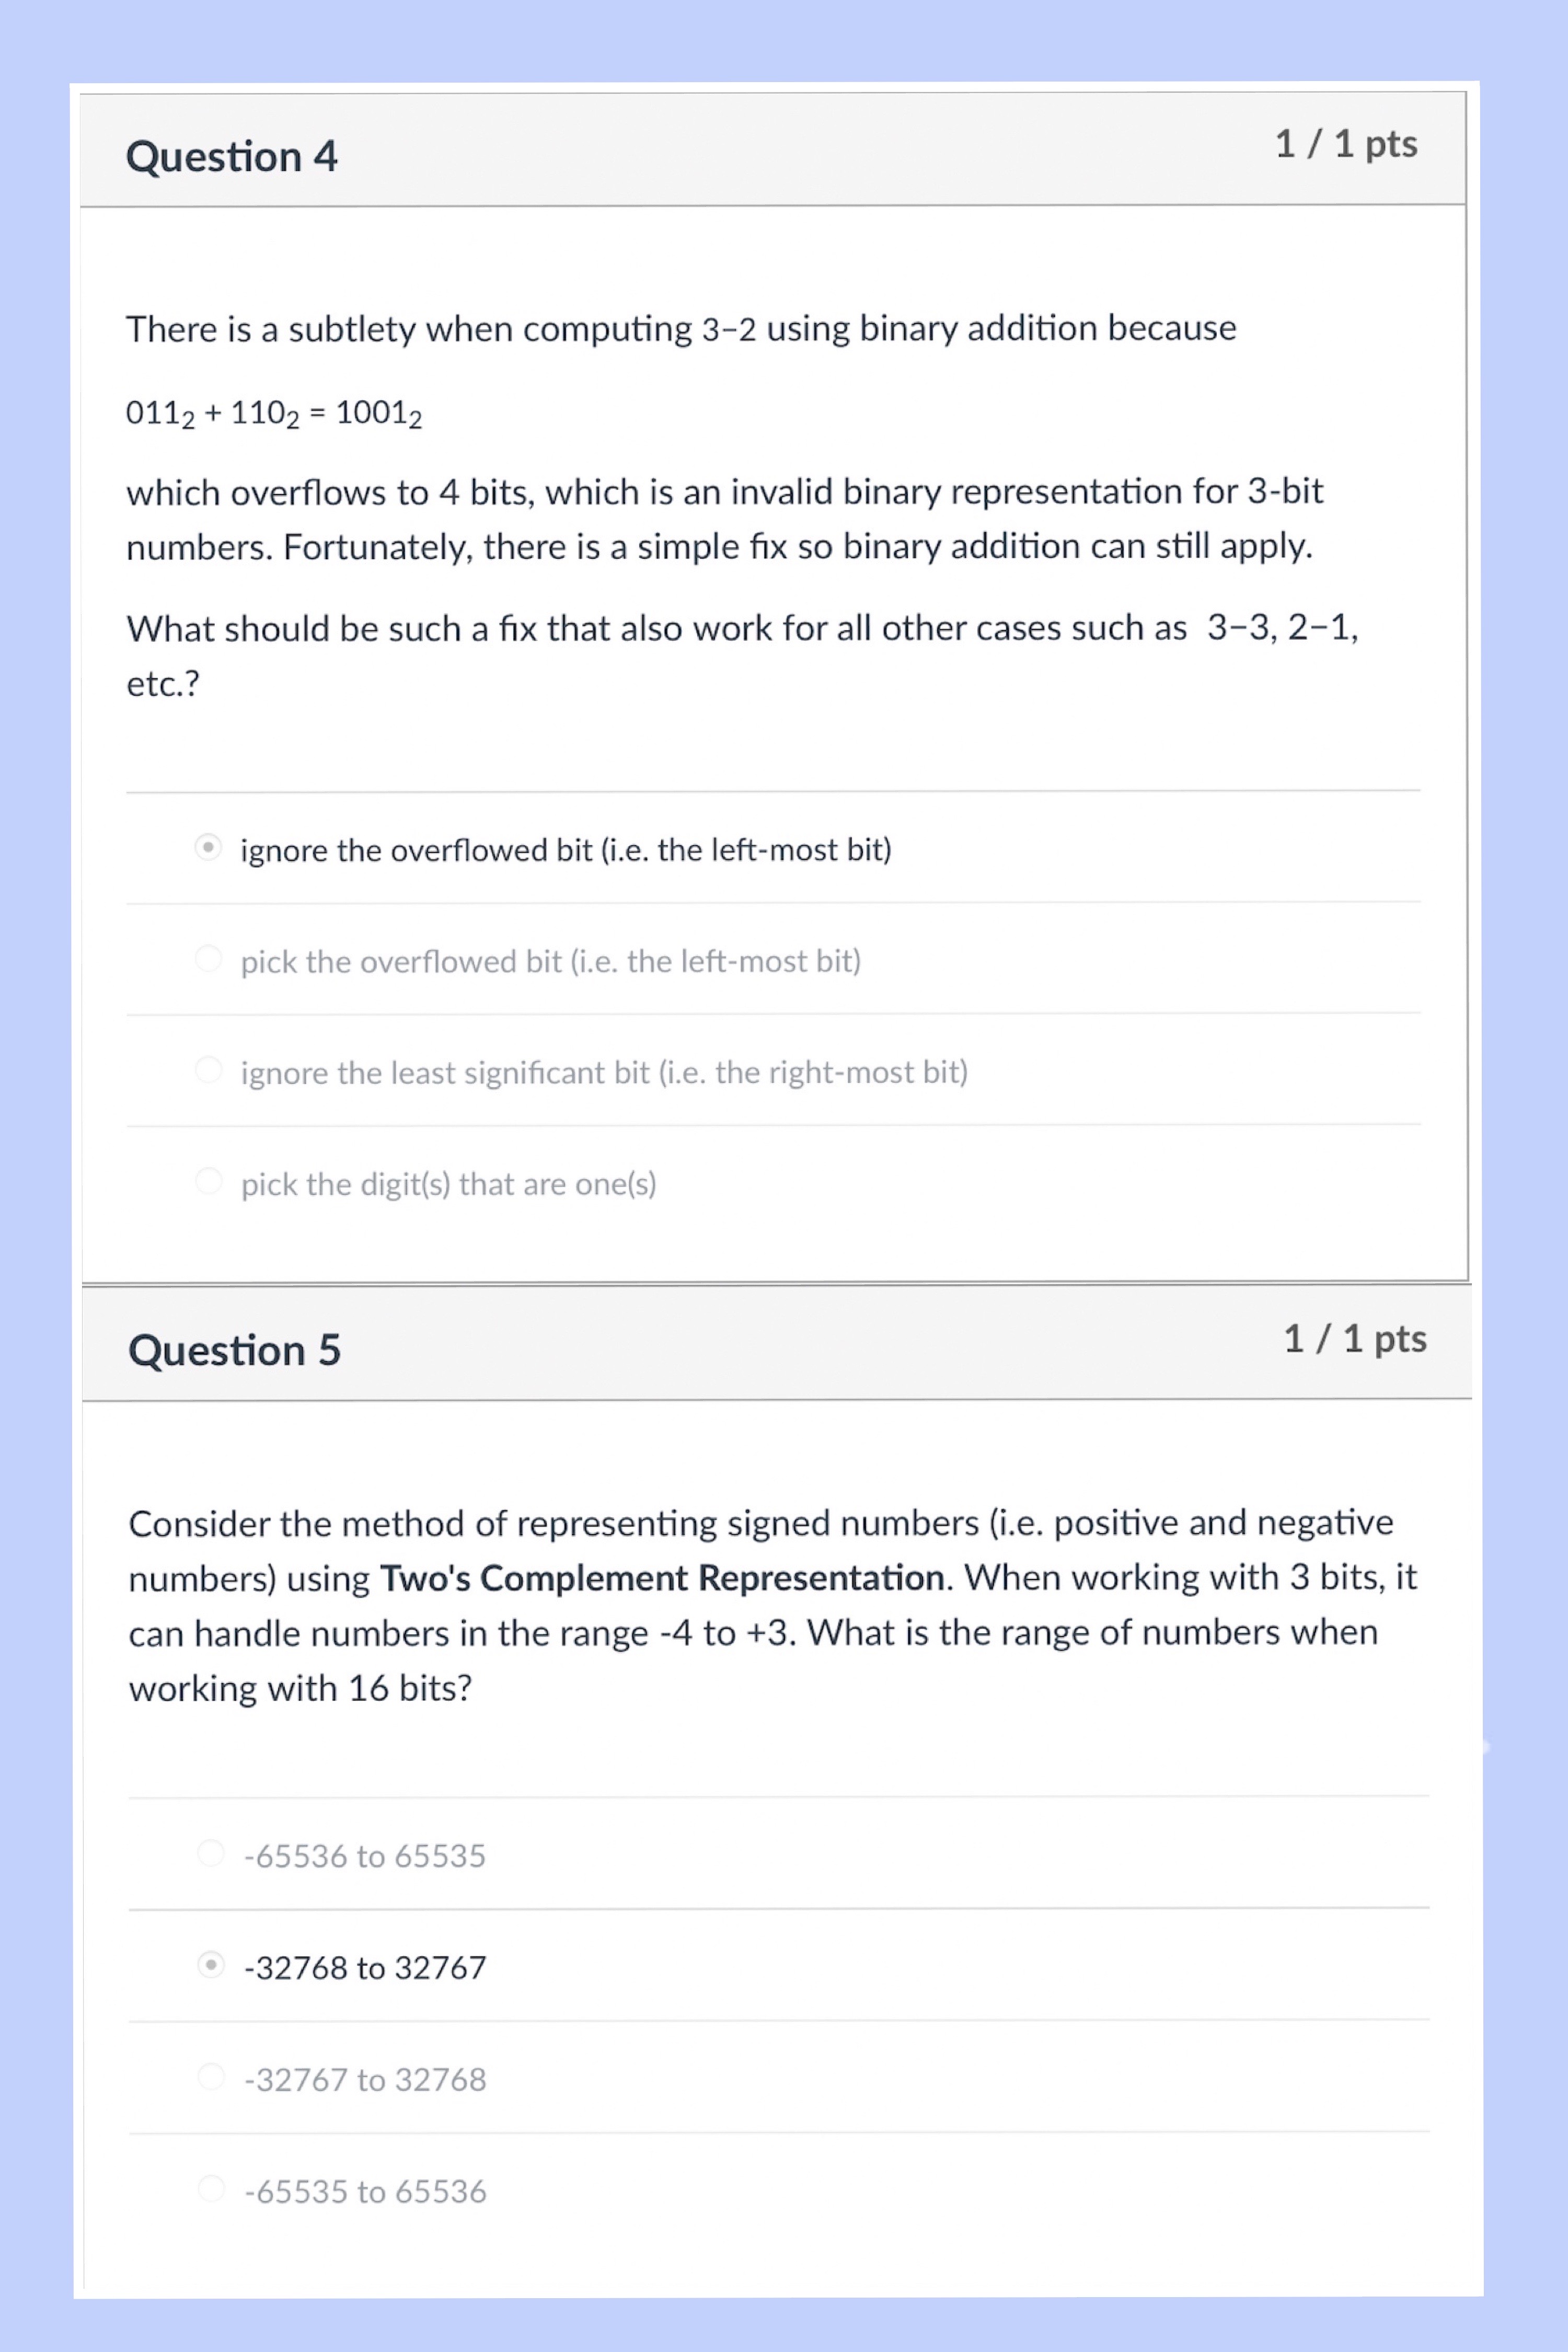 Question 4
1 / 1 pts
There is a subtlety when computing 3−2 using binary addition because
011₂ + 110₂ = 1001₂
which overflows to 4 bits, which is an invalid binary representation for 3-bit
numbers. Fortunately, there is a simple fix so binary addition can still apply.
What should be such a fix that also work for all other cases such as  3−3, 2−1,
etc.?
ignore the overflowed bit (i.e. the left-most bit)
pick the overflowed bit (i.e. the left-most bit)
ignore the least significant bit (i.e. the right-most bit)
pick the digit(s) that are one(s)
Question 5
1 / 1 pts
Consider the method of representing signed numbers (i.e. positive and negative
numbers) using Two's Complement Representation. When working with 3 bits, it
can handle numbers in the range -4 to +3. What is the range of numbers when
working with 16 bits?
-65536 to 65535
-32768 to 32767
-32767 to 32768
-65535 to 65536